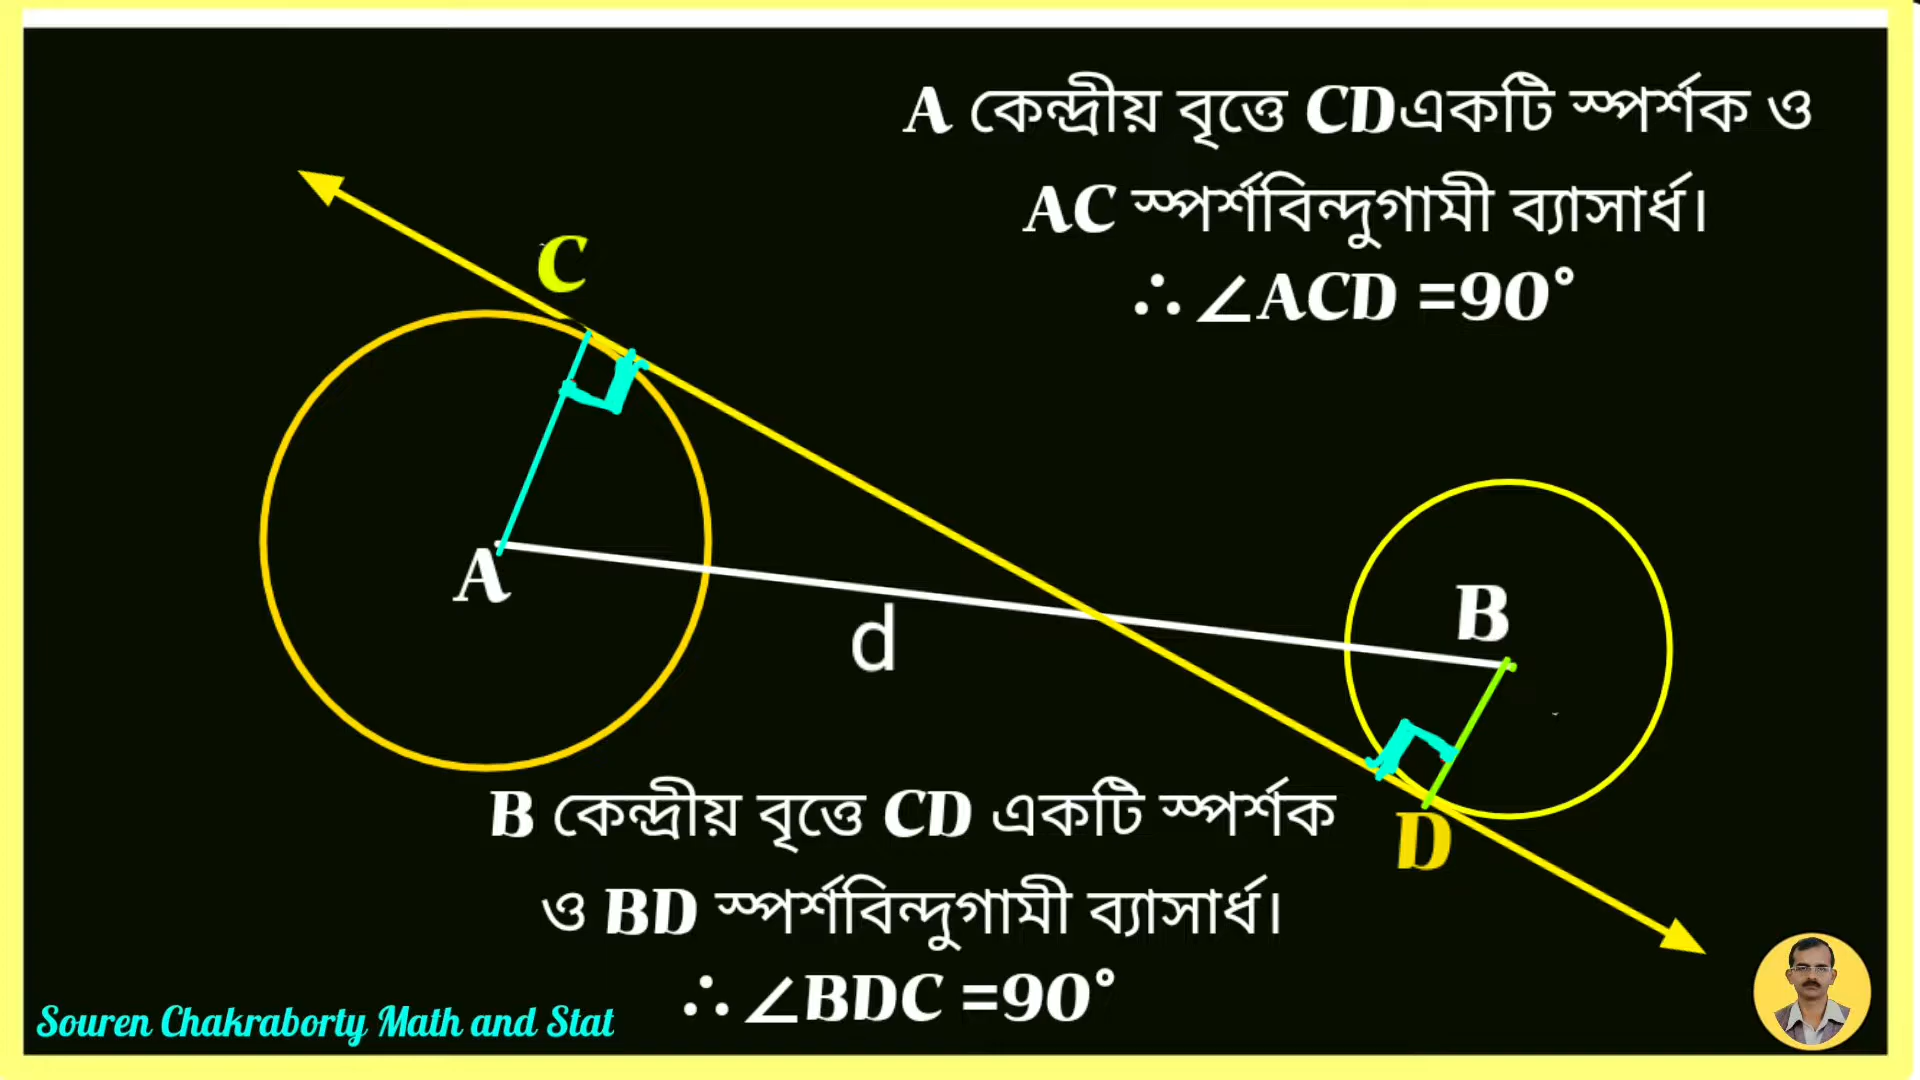 A কেন্দ্রীয় বৃত্তে CDএকটি স্পর্শক ও
AC স্পর্শবিন্দুগামী ব্যাসার্ধ।
∴ ∠ACD =90°
C
A
B
d
D
B কেন্দ্রীয় বৃত্তে CD একটি স্পর্শক
ও BD স্পর্শবিন্দুগামী ব্যাসার্ধ।
∴ ∠BDC =90°
Souren Chakraborty Math and Stat